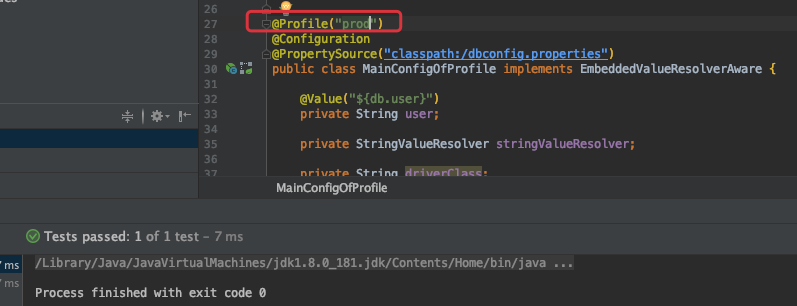 26
27 @Profile("prod")
28 @Configuration
29 @PropertySource("classpath:/dbconfig.properties")
30 public class MainConfigOfProfile implements EmbeddedValueResolverAware {
31
32 @Value("${db.user}")
33 private String user;
34
35 private StringValueResolver stringValueResolver;
36
37 private String driverClass;
MainConfigOfProfile
Tests passed: 1 of 1 test – 7 ms
7 ms /Library/Java/JavaVirtualMachines/jdk1.8.0_181.jdk/Contents/Home/bin/java ...
7 ms
Process finished with exit code 0